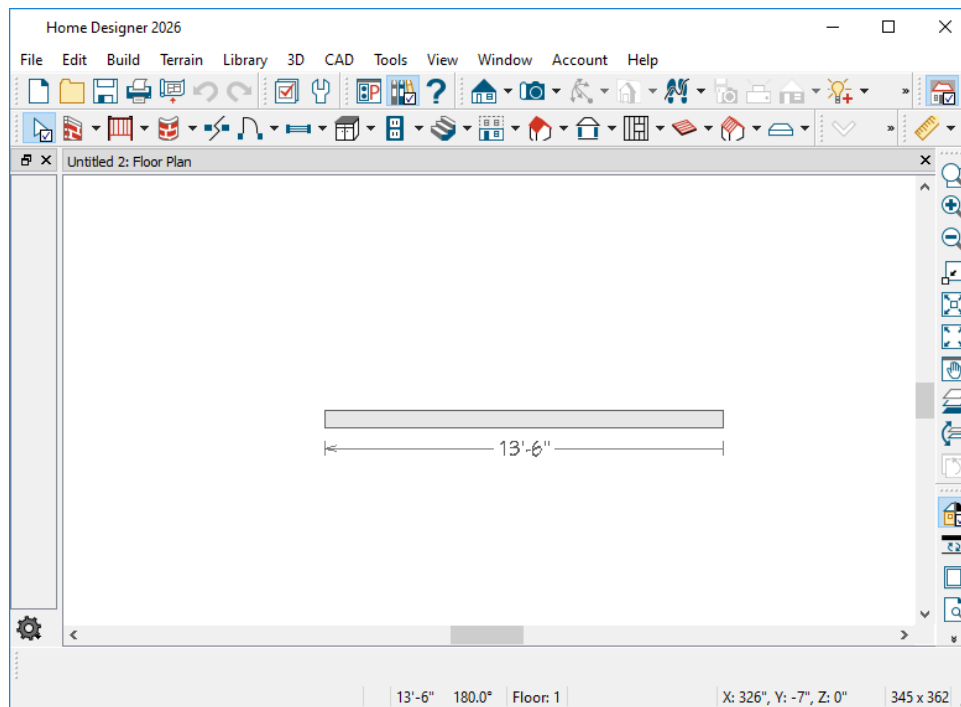 Home Designer 2026
File Edit Build Terrain Library 3D CAD Tools View Window Account Help
Untitled 2: Floor Plan
13'-6"
13'-6" 180.0° Floor: 1 X: 326", Y: -7", Z: 0" 345 x 362